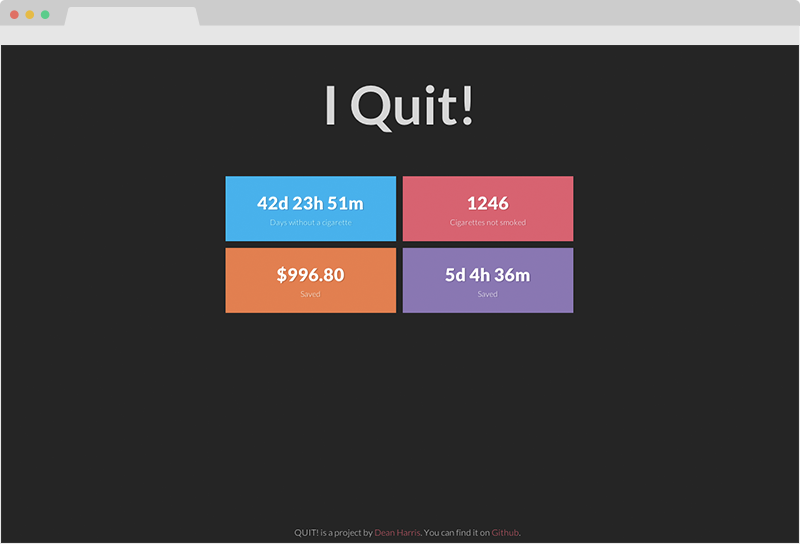 I Quit!
42d 23h 51m
Days without a cigarette
1246
Cigarettes not smoked
$996.80
Saved
5d 4h 36m
Saved
QUIT! is a project by Dean Harris. You can find it on Github.